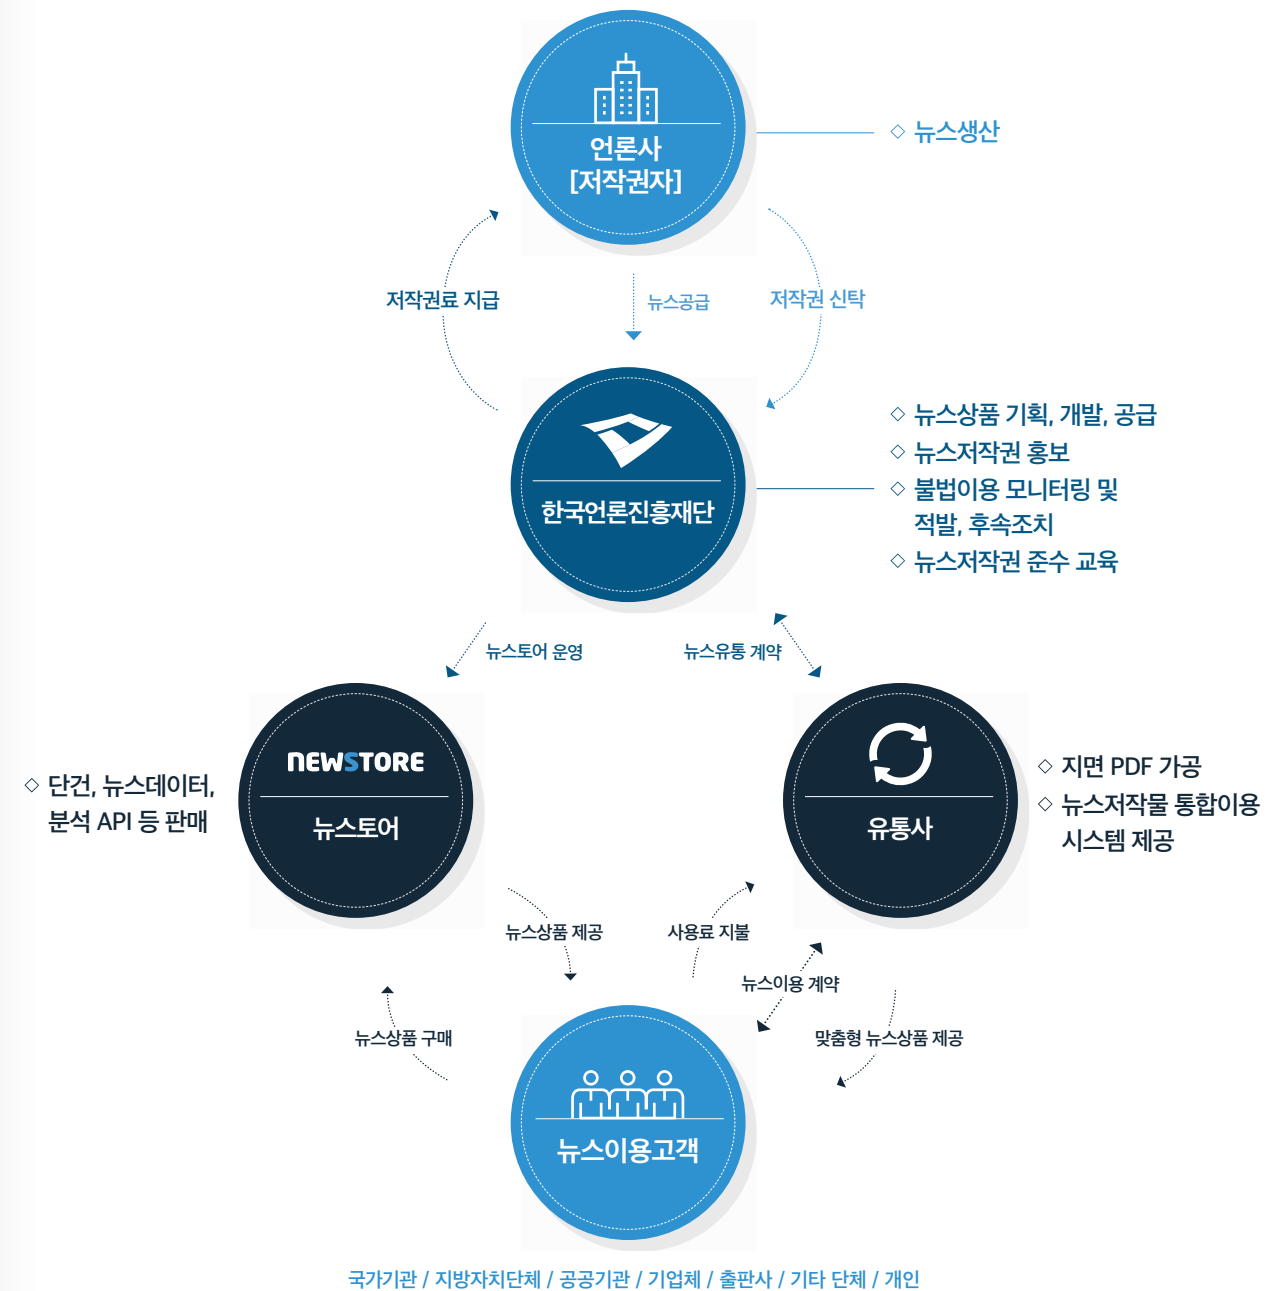 언론사
[저작권자]
◇ 뉴스생산
저작권료 지급
뉴스공급
저작권 신탁
한국언론진흥재단
◇ 뉴스상품 기획, 개발, 공급
◇ 뉴스저작권 홍보
◇ 불법이용 모니터링 및
적발, 후속조치
◇ 뉴스저작권 준수 교육
뉴스토어 운영
뉴스유통 계약
NEWSTORE
뉴스토어
◇ 단건, 뉴스데이터,
분석 API 등 판매
유통사
◇ 지면 PDF 가공
◇ 뉴스저작물 통합이용
시스템 제공
뉴스상품 제공
사용료 지불
뉴스이용 계약
뉴스상품 구매
맞춤형 뉴스상품 제공
뉴스이용고객
국가기관 / 지방자치단체 / 공공기관 / 기업체 / 출판사 / 기타 단체 / 개인